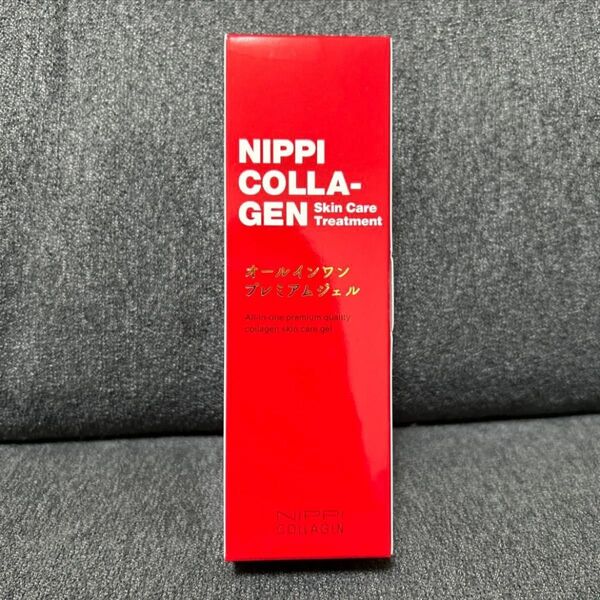 NIPPI
COLLA-
GEN Skin Care
Treatment
オールインワン
プレミアムジェル
All-in-one premium quality
collagen skin care gel
NIPPI
COLLAGEN